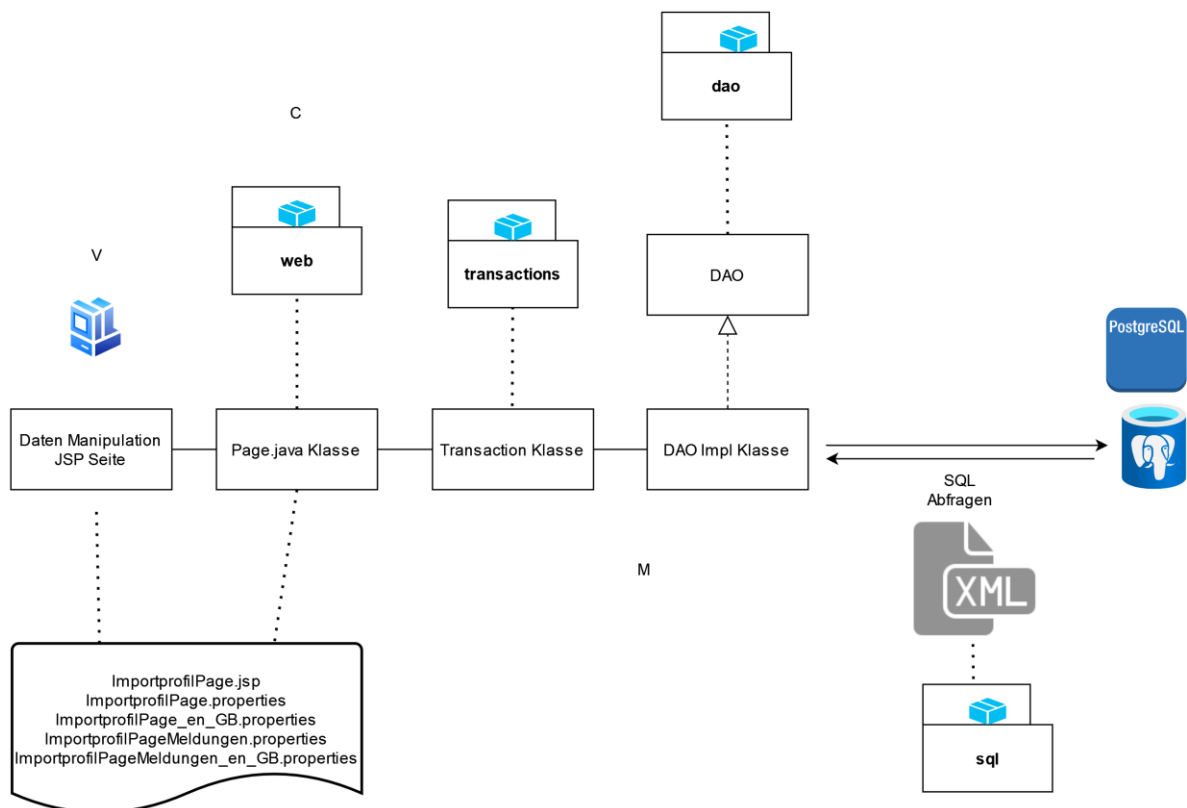 dao
C
V
web
transactions
DAO
PostgreSQL
Daten Manipulation
JSP Seite
Page.java Klasse
Transaction Klasse
DAO Impl Klasse
SQL
Abfragen
M
XML
ImportprofilPage.jsp
ImportprofilPage.properties
ImportprofilPage_en_GB.properties
ImportprofilPageMeldungen.properties
ImportprofilPageMeldungen_en_GB.properties
sql